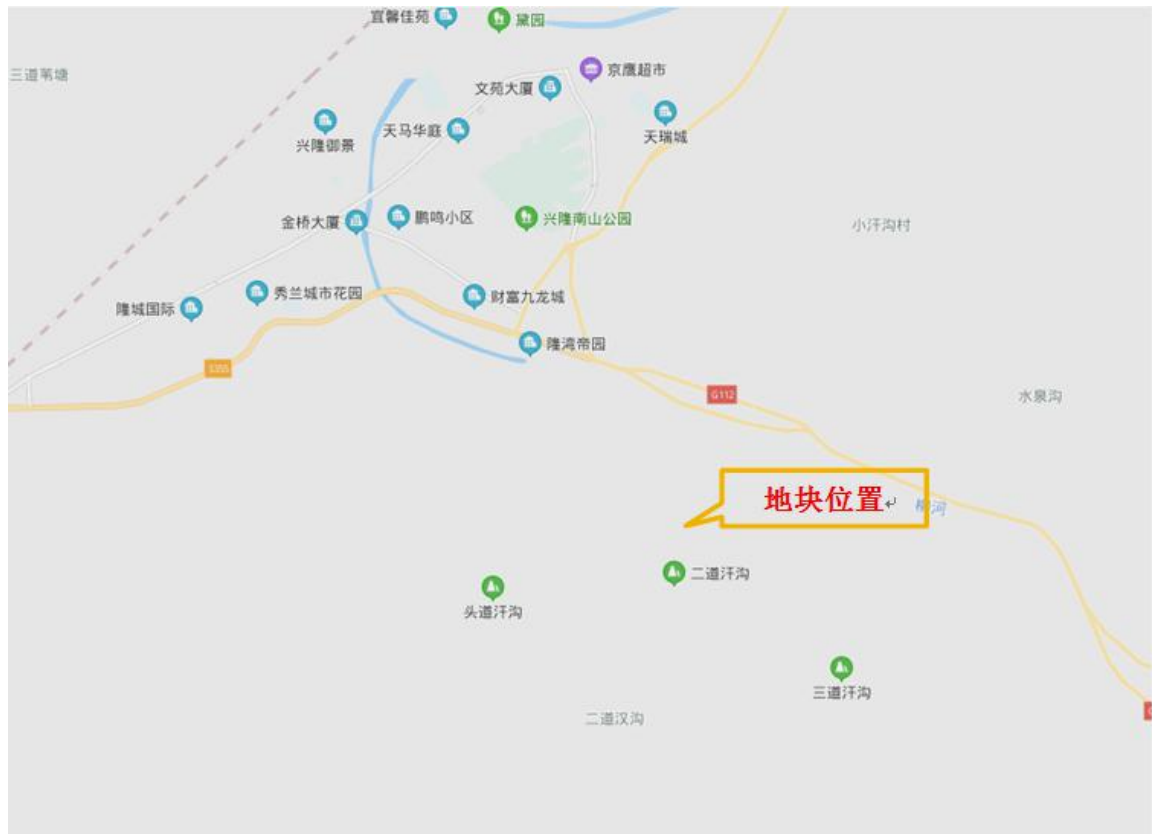 宜馨佳苑
黛园
三道苇塘
京鹰超市
文苑大厦
兴隆御景
天马华庭
天瑞城
金桥大厦
鹏鸣小区
兴隆南山公园
小汗沟村
隆城国际
秀兰城市花园
财富九龙城
隆湾帝园
S355
G112
水泉沟
地块位置
柳河
二道汗沟
头道汗沟
三道汗沟
二道汉沟